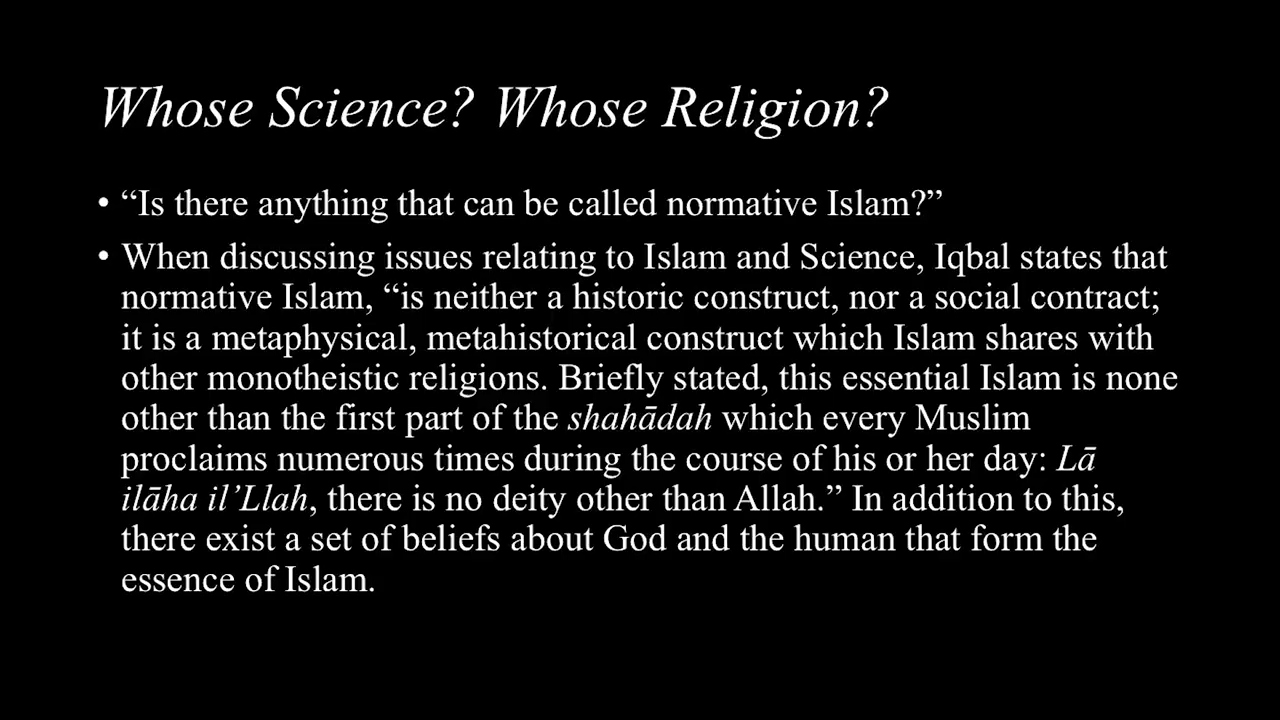 Whose Science? Whose Religion?
• “Is there anything that can be called normative Islam?”
• When discussing issues relating to Islam and Science, Iqbal states that
normative Islam, “is neither a historic construct, nor a social contract;
it is a metaphysical, metahistorical construct which Islam shares with
other monotheistic religions. Briefly stated, this essential Islam is none
other than the first part of the shahādah which every Muslim
proclaims numerous times during the course of his or her day: Lā
ilāha il’Llah, there is no deity other than Allah.” In addition to this,
there exist a set of beliefs about God and the human that form the
essence of Islam.